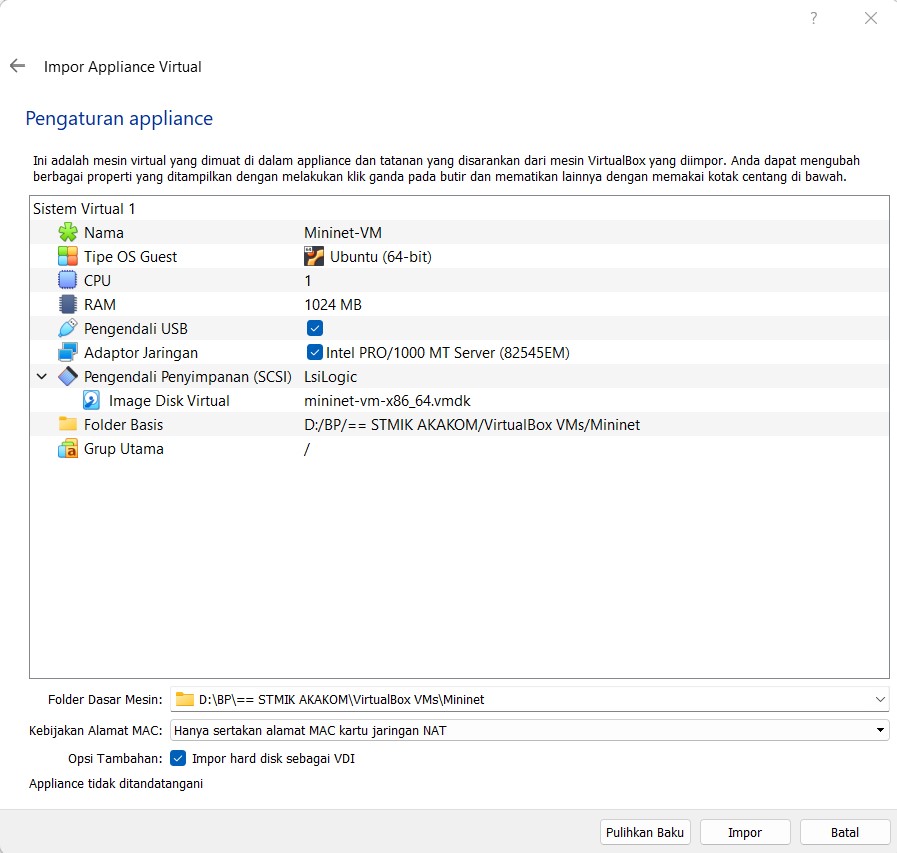 ?
Impor Appliance Virtual
Pengaturan appliance
Ini adalah mesin virtual yang dimuat di dalam appliance dan tatanan yang disarankan dari mesin VirtualBox yang diimpor. Anda dapat mengubah
berbagai properti yang ditampilkan dengan melakukan klik ganda pada butir dan mematikan lainnya dengan memakai kotak centang di bawah.
Sistem Virtual 1
Nama Mininet-VM
Tipe OS Guest Ubuntu (64-bit)
CPU 1
RAM 1024 MB
Pengendali USB
Adaptor Jaringan Intel PRO/1000 MT Server (82545EM)
Pengendali Penyimpanan (SCSI) LsiLogic
Image Disk Virtual mininet-vm-x86_64.vmdk
Folder Basis D:/BP/== STMIK AKAKOM/VirtualBox VMs/Mininet
Grup Utama /
Folder Dasar Mesin: D:\BP\== STMIK AKAKOM\VirtualBox VMs\Mininet
Kebijakan Alamat MAC: Hanya sertakan alamat MAC kartu jaringan NAT
Opsi Tambahan: Impor hard disk sebagai VDI
Appliance tidak ditandatangani
Pulihkan Baku Impor Batal